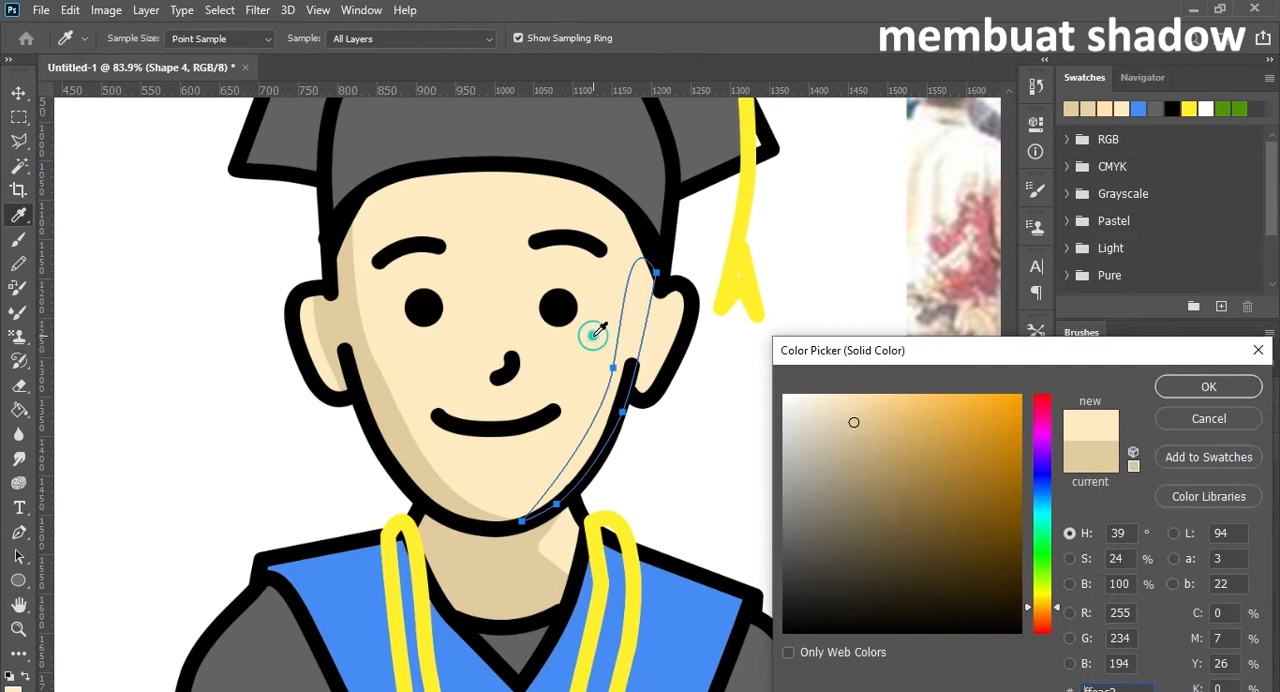 Ps File Edit Image Layer Type Select Filter 3D View Window Help
membuat shadow
Sample Size: Point Sample Sample: All Layers Show Sampling Ring
Untitled-1 @ 83.9% (Shape 4, RGB/8) * ×
450 500 550 600 650 700 750 800 850 900 950 1000 1050 1100 1150 1200 1250 1300 1350 1400 1450 1500 1550 1600
Swatches Navigator
RGB
CMYK
Grayscale
Pastel
Light
Pure
Brushes
Color Picker (Solid Color)
new
current
OK
Cancel
Add to Swatches
Color Libraries
H: 39 ° L: 94
S: 24 % a: 3
B: 100 % b: 22
R: 255 C: 0 %
G: 234 M: 7 %
B: 194 Y: 26 %
# ffeac2 K: 0 %
Only Web Colors